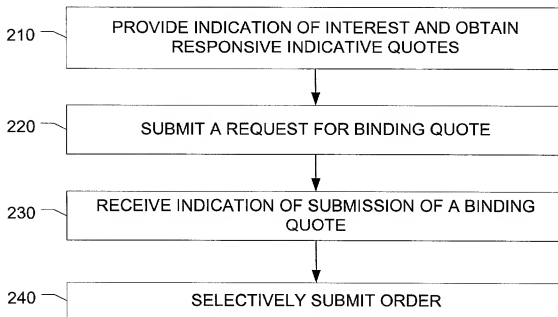 210
PROVIDE INDICATION OF INTEREST AND OBTAIN
RESPONSIVE INDICATIVE QUOTES
220
SUBMIT A REQUEST FOR BINDING QUOTE
230
RECEIVE INDICATION OF SUBMISSION OF A BINDING
QUOTE
240
SELECTIVELY SUBMIT ORDER